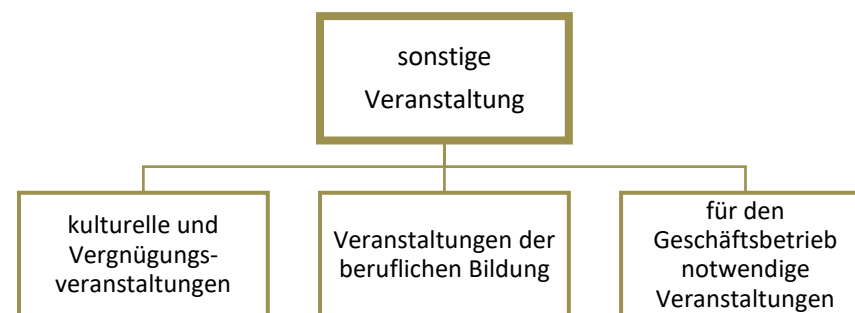 sonstige
Veranstaltung
kulturelle und
Vergnügungs-
veranstaltungen
Veranstaltungen der
beruflichen Bildung
für den
Geschäftsbetrieb
notwendige
Veranstaltungen